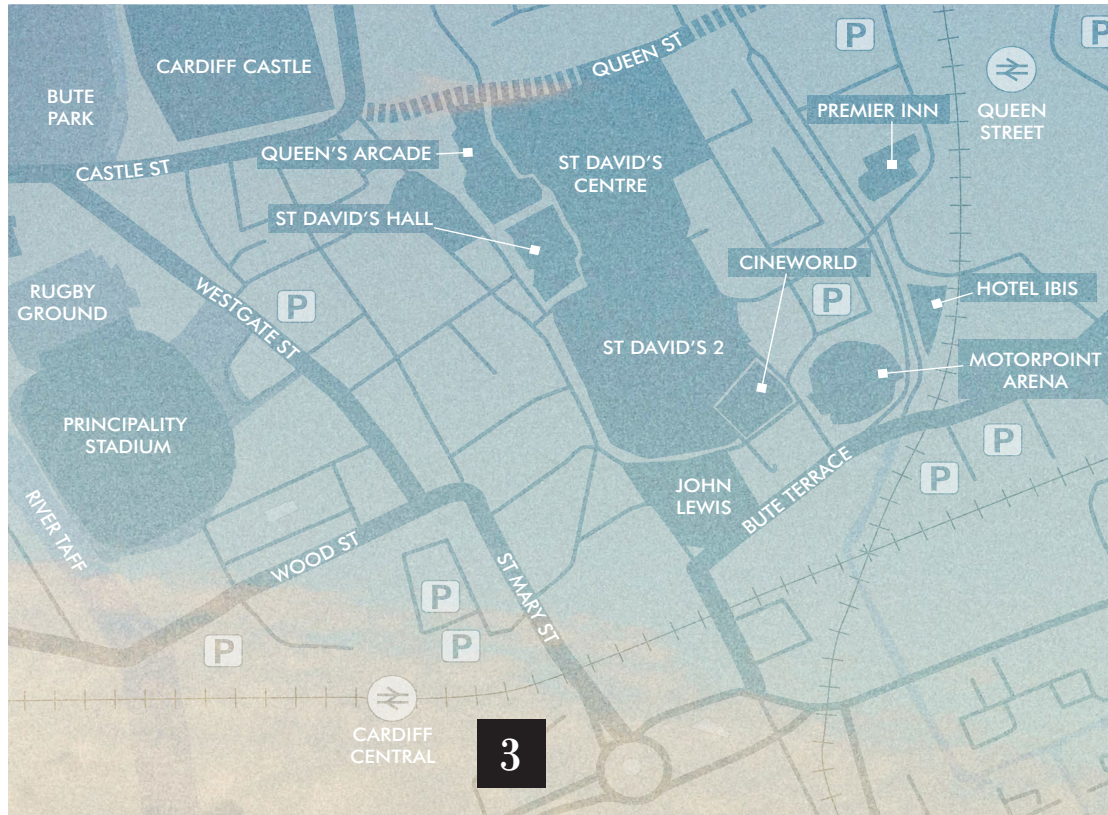 P
P
CARDIFF CASTLE
QUEEN ST
BUTE
PARK
PREMIER INN
QUEEN
STREET
CASTLE ST
QUEEN'S ARCADE
ST DAVID'S
CENTRE
ST DAVID'S HALL
CINEWORLD
HOTEL IBIS
RUGBY
GROUND
P
P
WESTGATE ST
ST DAVID'S 2
MOTORPOINT
ARENA
PRINCIPALITY
STADIUM
P
P
JOHN
LEWIS
BUTE TERRACE
RIVER TAFF
WOOD ST
ST MARY ST
P
P
P
CARDIFF
CENTRAL
3